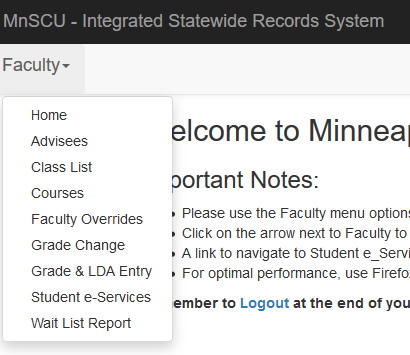 MnSCU - Integrated Statewide Records System
Faculty
Home
Advisees
Class List
Courses
Faculty Overrides
Grade Change
Grade & LDA Entry
Student e-Services
Wait List Report
elcome to Minneap
portant Notes:
Please use the Faculty menu options
Click on the arrow next to Faculty to
A link to navigate to Student e_Servi
For optimal performance, use Firefo
ember to Logout at the end of you